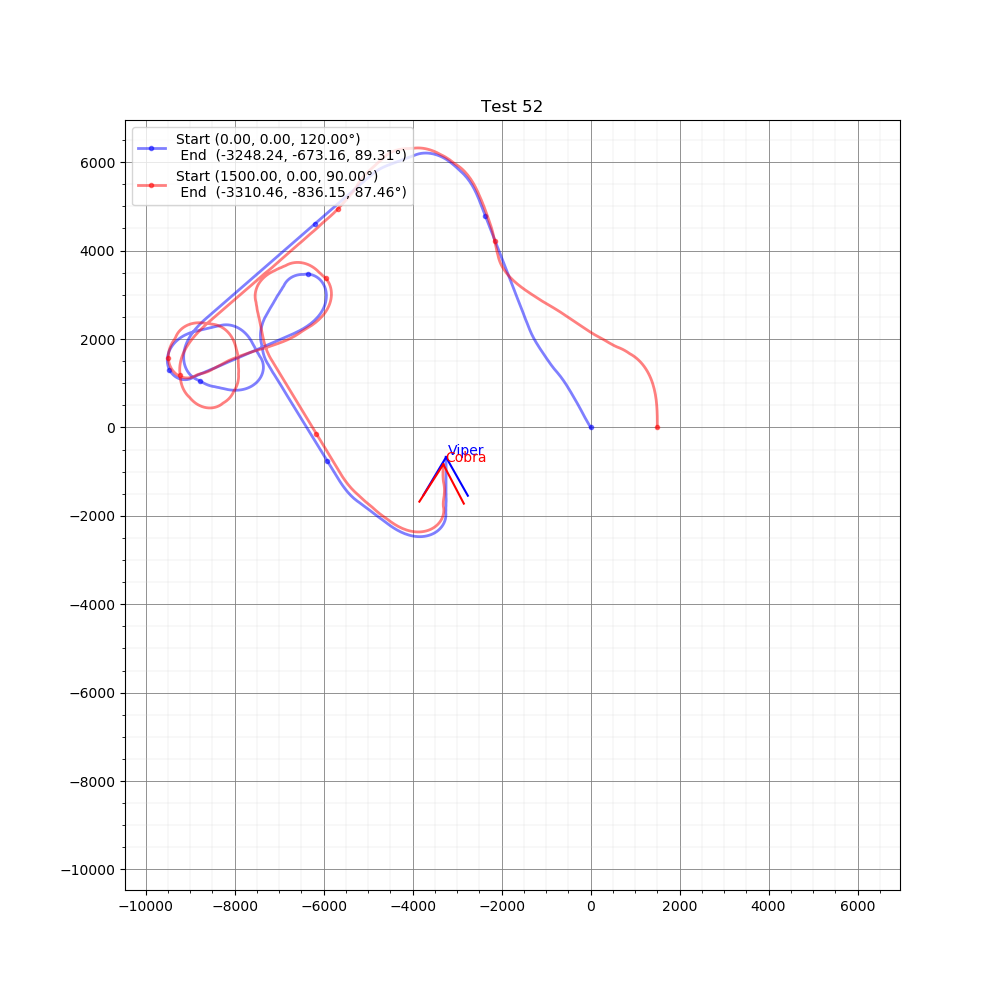 Test 52
Start (0.00, 0.00, 120.00°)
End (-3248.24, -673.16, 89.31°)
Start (1500.00, 0.00, 90.00°)
End (-3310.46, -836.15, 87.46°)
6000
4000
2000
0
−2000
−4000
−6000
−8000
−10000
Viper
Cobra
−10000 −8000 −6000 −4000 −2000 0 2000 4000 6000